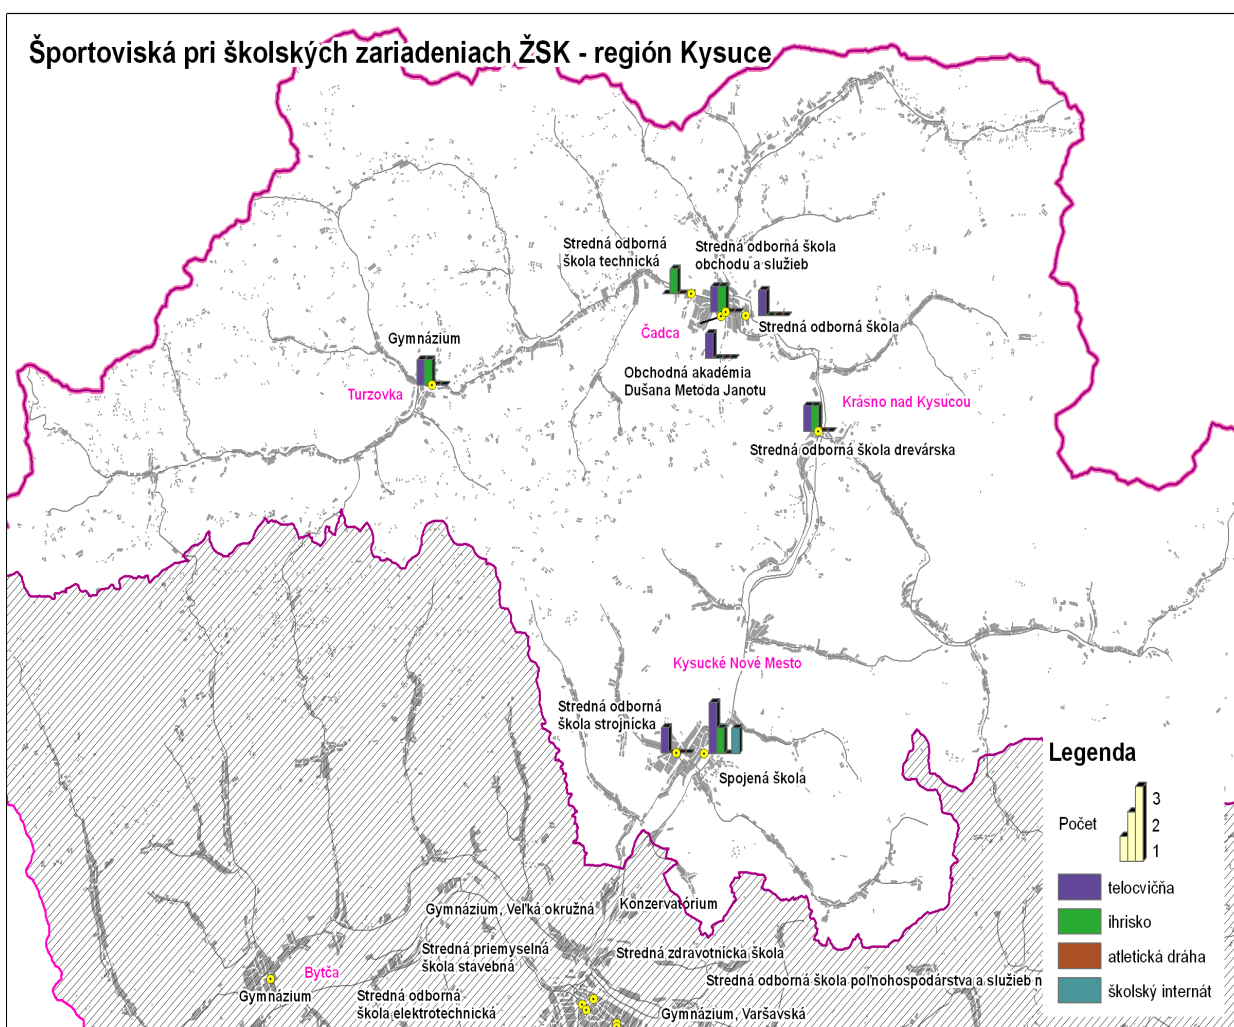 Športoviská pri školských zariadeniach ŽSK - región Kysuce
Stredná odborná
škola technická
Stredná odborná škola
obchodu a služieb
Čadca
Stredná odborná škola
Gymnázium
Turzovka
Obchodná akadémia
Dušana Metoda Janotu
Krásno nad Kysucou
Stredná odborná škola drevárska
Kysucké Nové Mesto
Stredná odborná
škola strojnícka
Spojená škola
Legenda
Počet
3
2
1
telocvičňa
ihrisko
atletická dráha
školský internát
Gymnázium, Veľká okružná
Konzervatórium
Stredná priemyselná
škola stavebná
Stredná zdravotnícka škola
Bytča
Gymnázium
Stredná odborná
škola elektrotechnická
Stredná odborná škola poľnohospodárstva a služieb n
Gymnázium, Varšavská